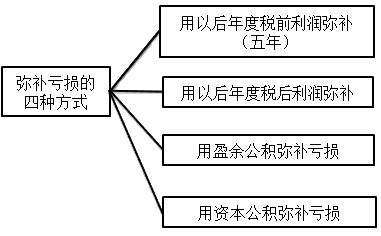 弥补亏损的
四种方式
用以后年度税前利润弥补
（五年）
用以后年度税后利润弥补
用盈余公积弥补亏损
用资本公积弥补亏损